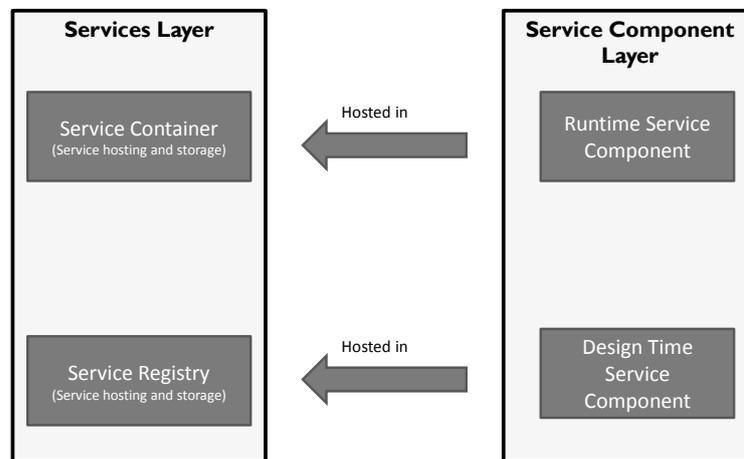 Services Layer
Service Container
(Service hosting and storage)
Service Registry
(Service hosting and storage)
Hosted in
Hosted in
Service Component
Layer
Runtime Service
Component
Design Time
Service
Component